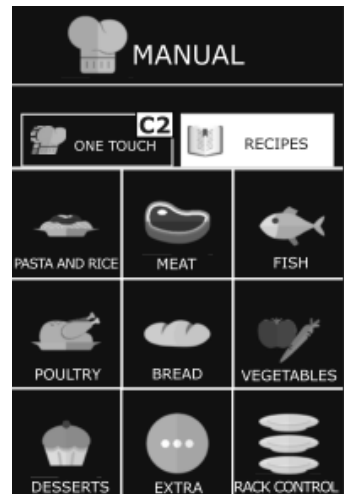 MANUAL
C2
ONE TOUCH
RECIPES
PASTA AND RICE
MEAT
FISH
POULTRY
BREAD
VEGETABLES
DESSERTS
EXTRA
RACK CONTROL